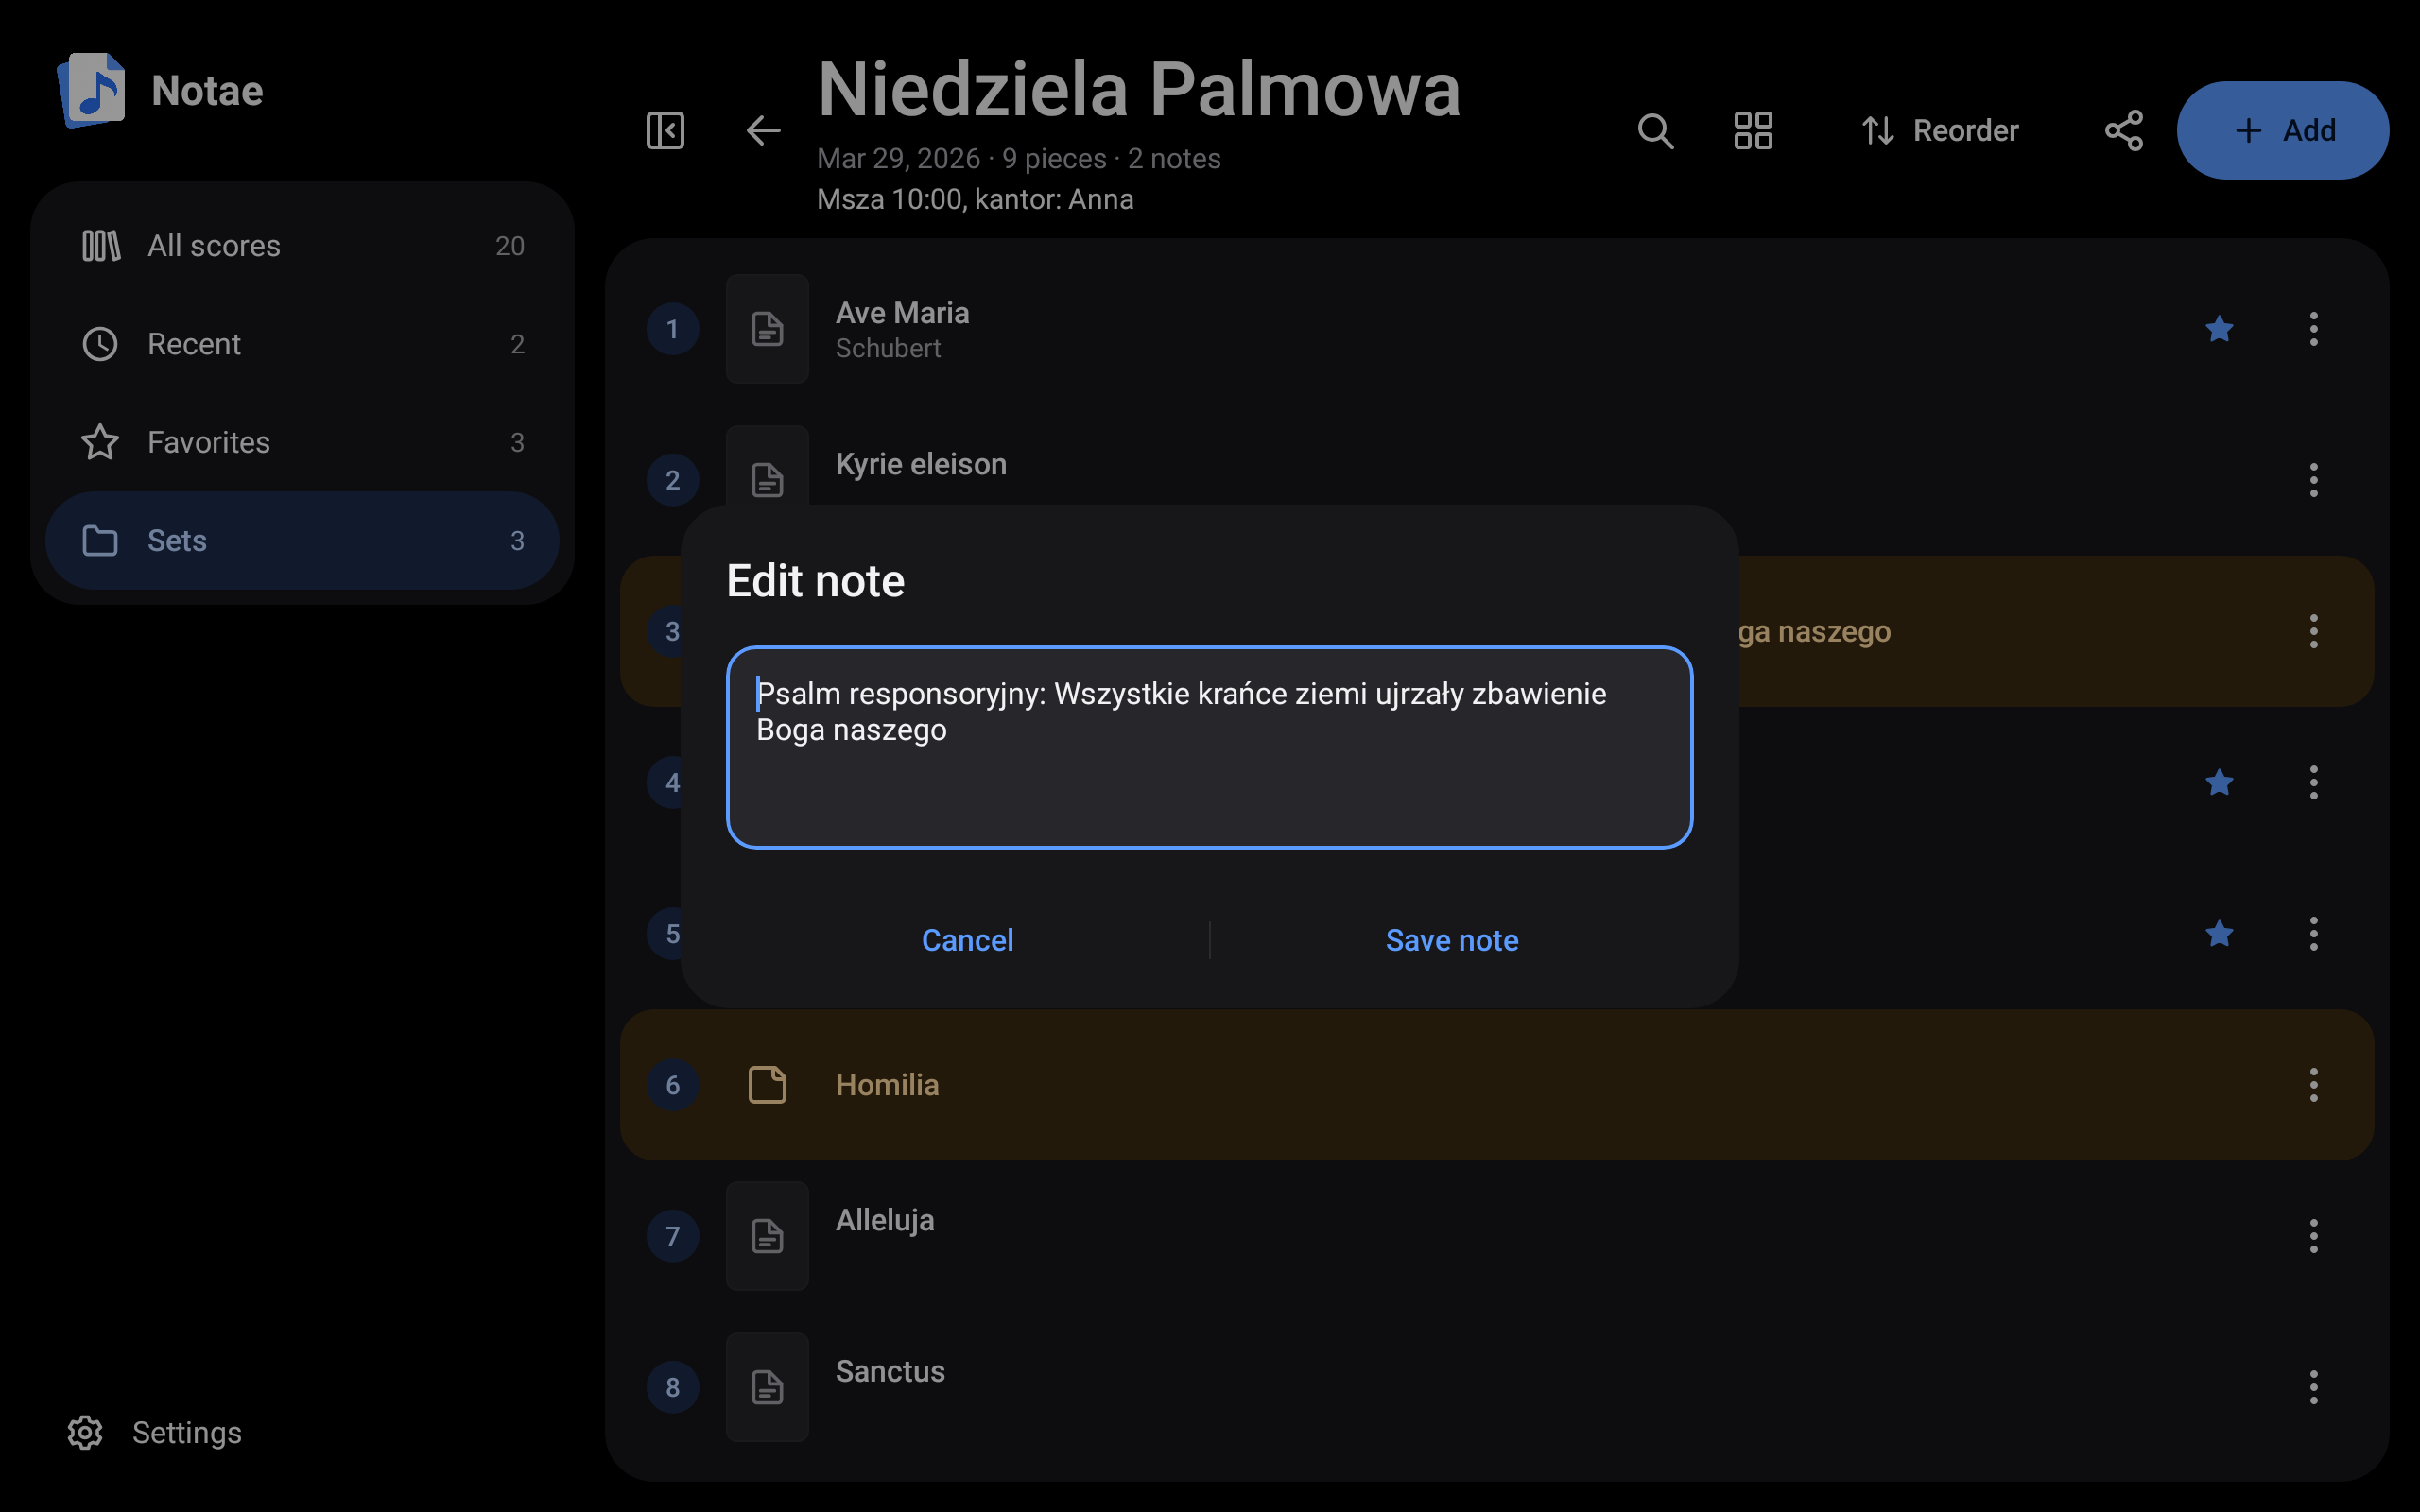 Notae
All scores 20
Recent 2
Favorites 3
Sets 3
Settings
Niedziela Palmowa
Mar 29, 2026 · 9 pieces · 2 notes
Msza 10:00, kantor: Anna
Reorder
Add
1
Ave Maria
Schubert
2
Kyrie eleison
3
naszego
Edit note
Psalm responsoryjny: Wszystkie krańce ziemi ujrzały zbawienie
Boga naszego
Cancel
Save note
4
5
6
Homilia
7
Alleluja
8
Sanctus